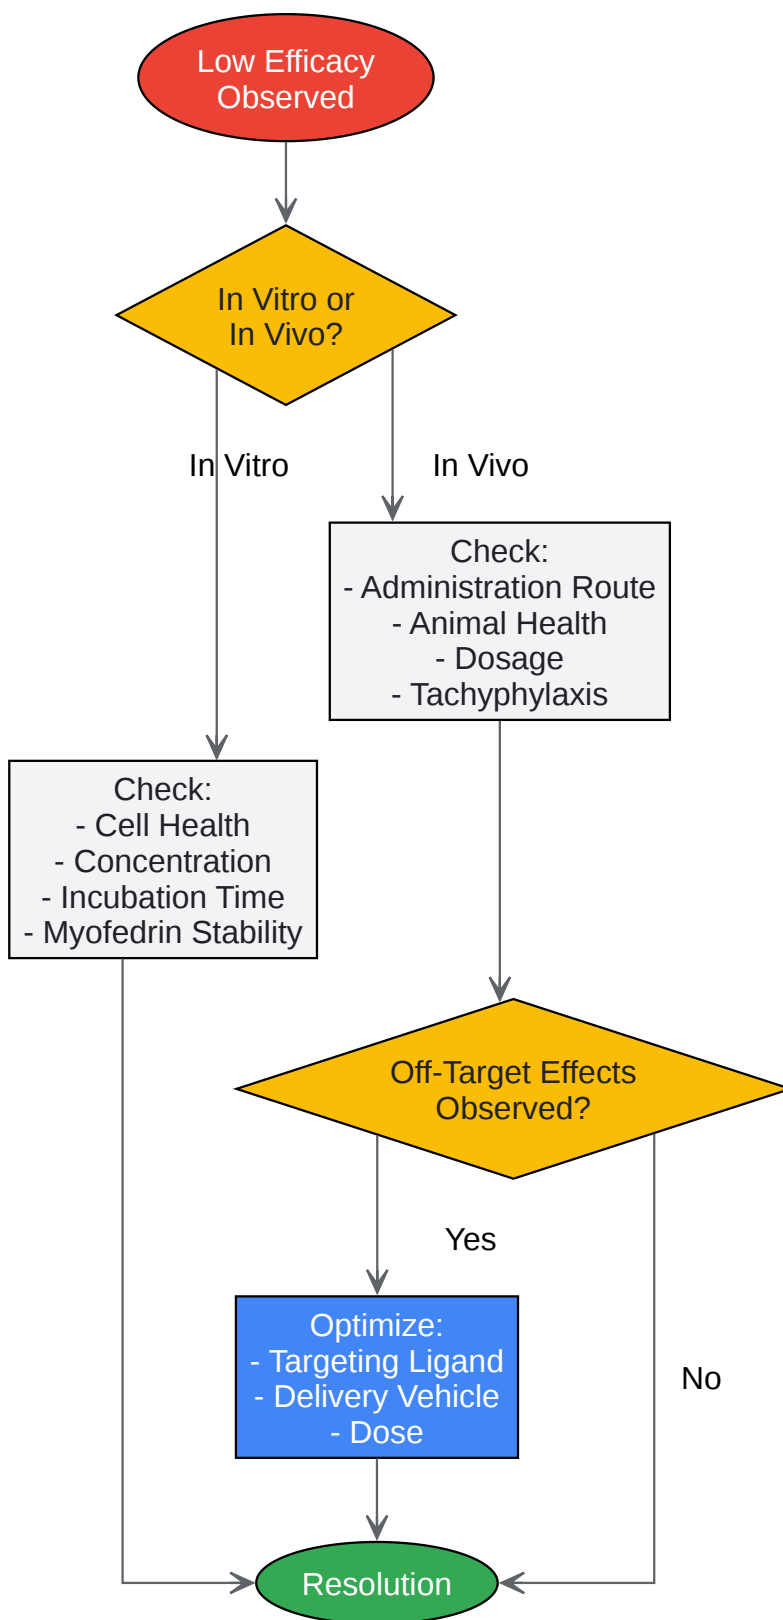 Low Efficacy
Observed
In Vitro or
In Vivo?
In Vitro
In Vivo
Check:
- Administration Route
- Animal Health
- Dosage
- Tachyphylaxis
Check:
- Cell Health
- Concentration
- Incubation Time
- Myofedrin Stability
Off-Target Effects
Observed?
Yes
Optimize:
- Targeting Ligand
- Delivery Vehicle
- Dose
No
Resolution